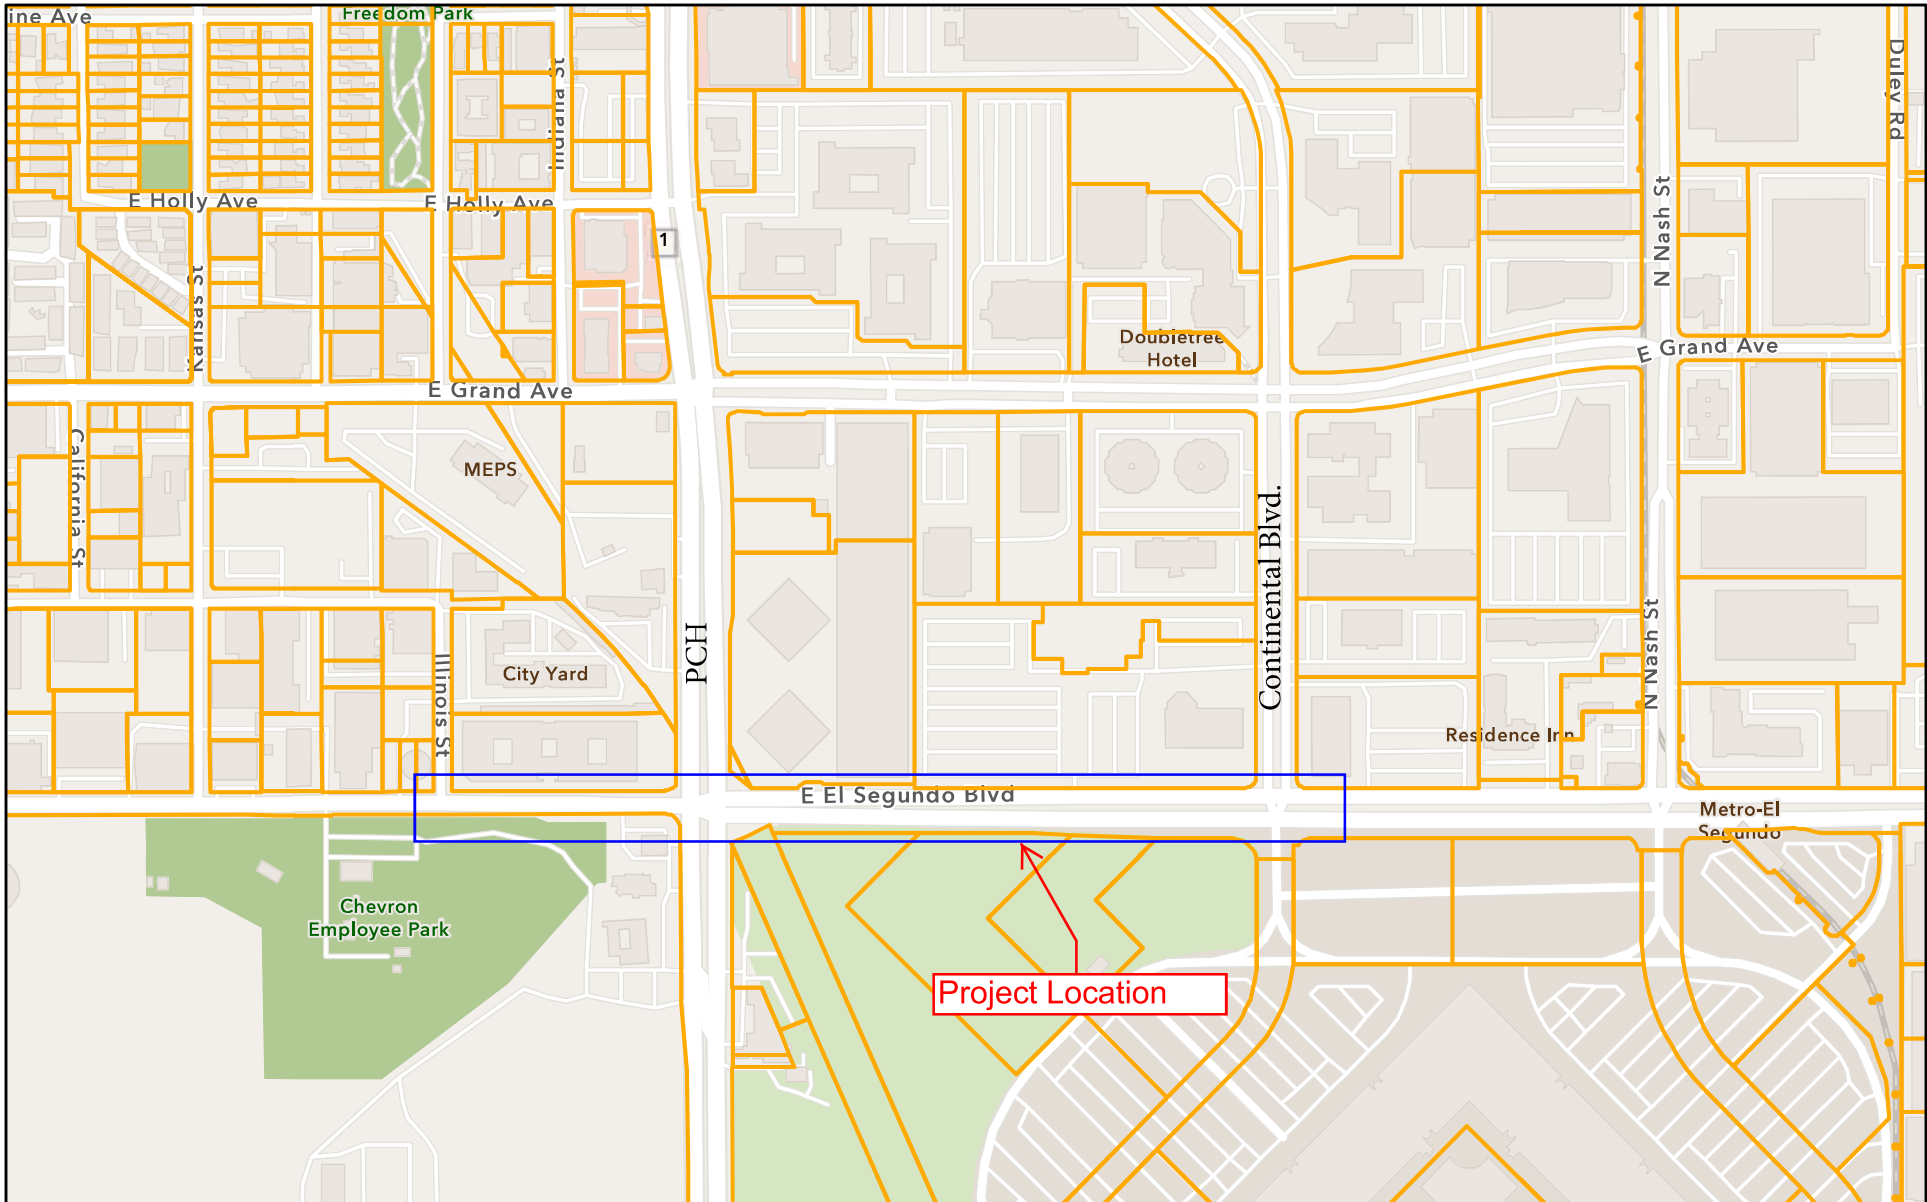 ine Ave
Freedom Park
Indiana St
Duley Rd
E Holly Ave
E Holly Ave
1
N Nash St
Kansas St
Doubletree
Hotel
E Grand Ave
E Grand Ave
California St
MEPS
Continental Blvd.
PCH
N Nash St
Illinois St
City Yard
Residence Inn
E El Segundo Blvd
Metro-El
Segundo
Chevron
Employee Park
Project Location